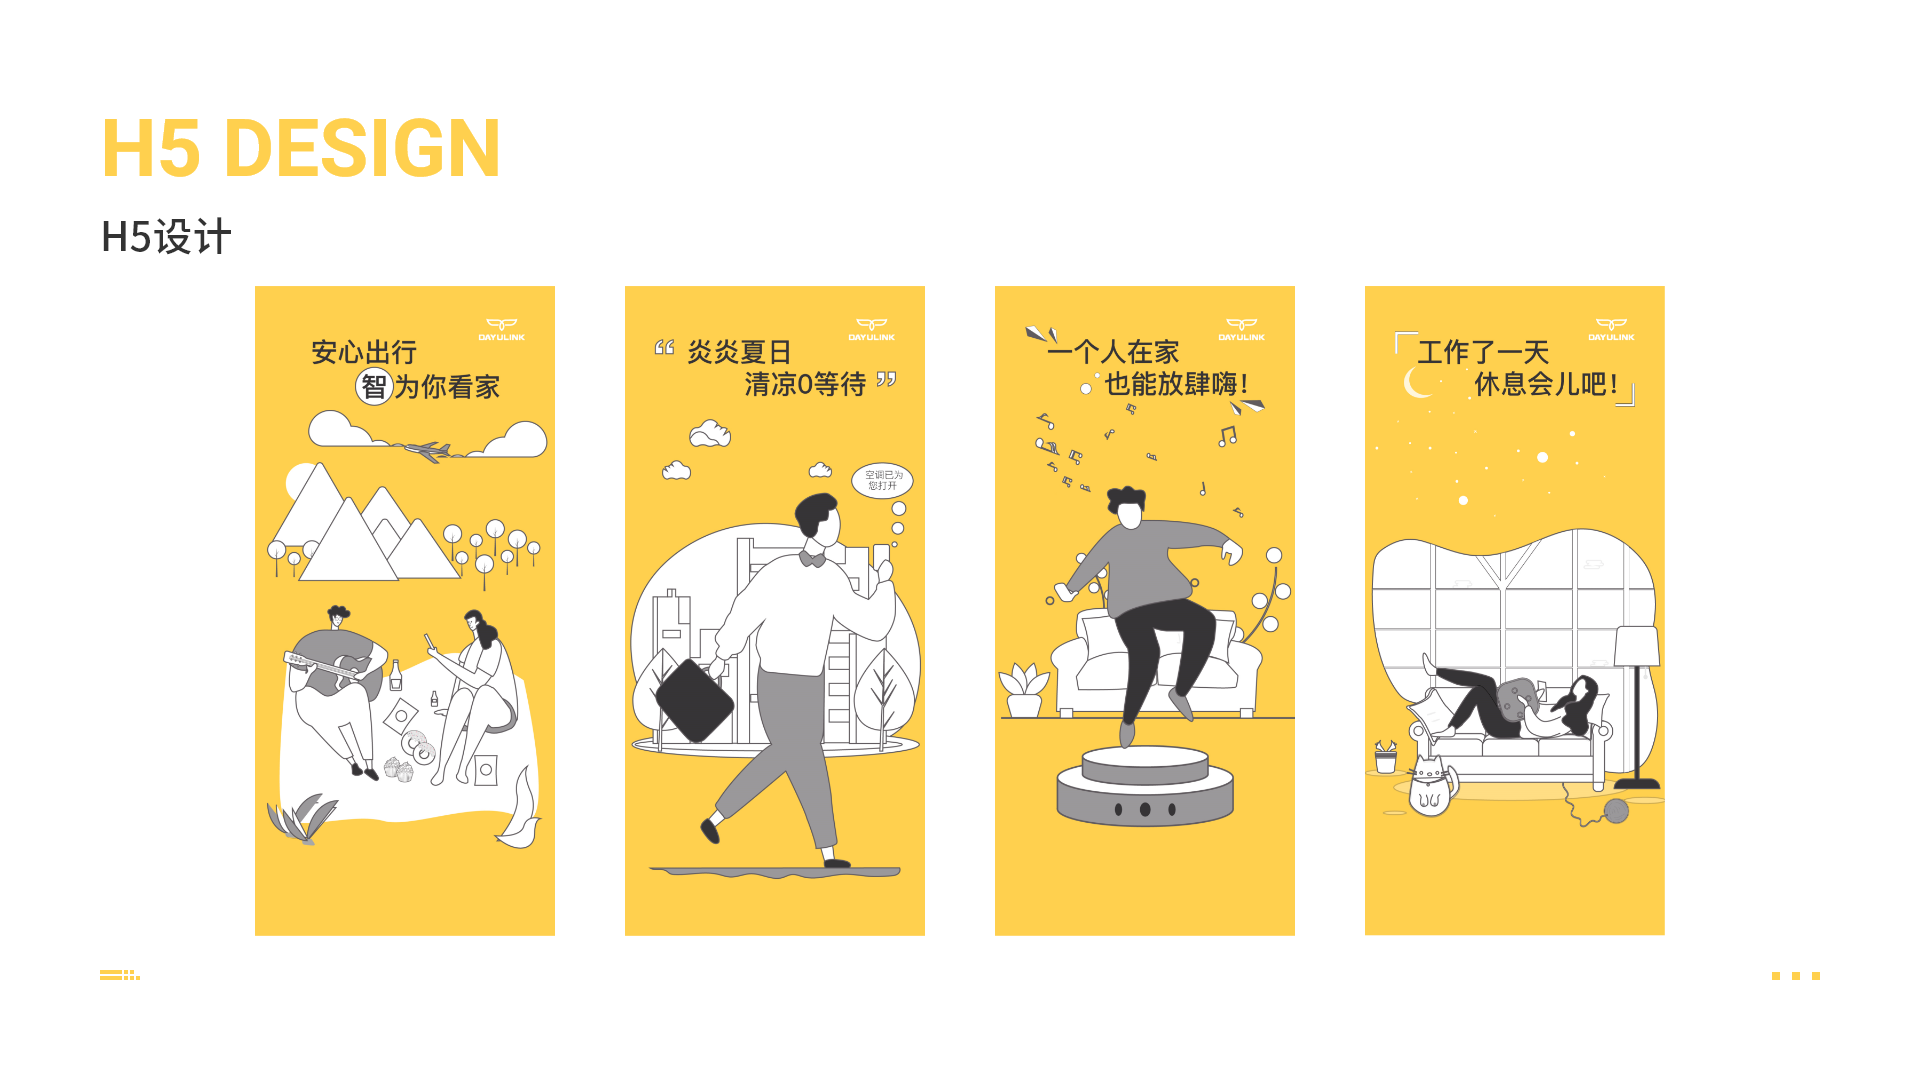 H5 DESIGN
H5设计
DAYULINK
安心出行
智为你看家
DAYULINK
“炎炎夏日
清凉0等待”
空调已为
您打开
DAYULINK
一个人在家
也能放肆嗨!
DAYULINK
「工作了一天
休息会儿吧!」